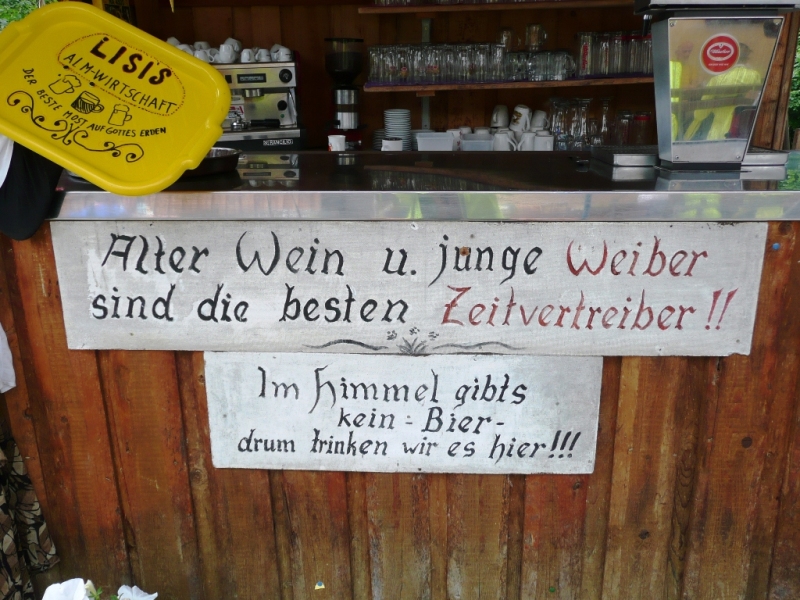 LISIS
ALM-WIRTSCHAFT
DER BESTE MOST AUF GOTTES ERDEN
Alter Wein u. junge Weiber
sind die besten Zeitvertreiber!!
Im Himmel gibts
kein = Bier-
drum trinken wir es hier!!!